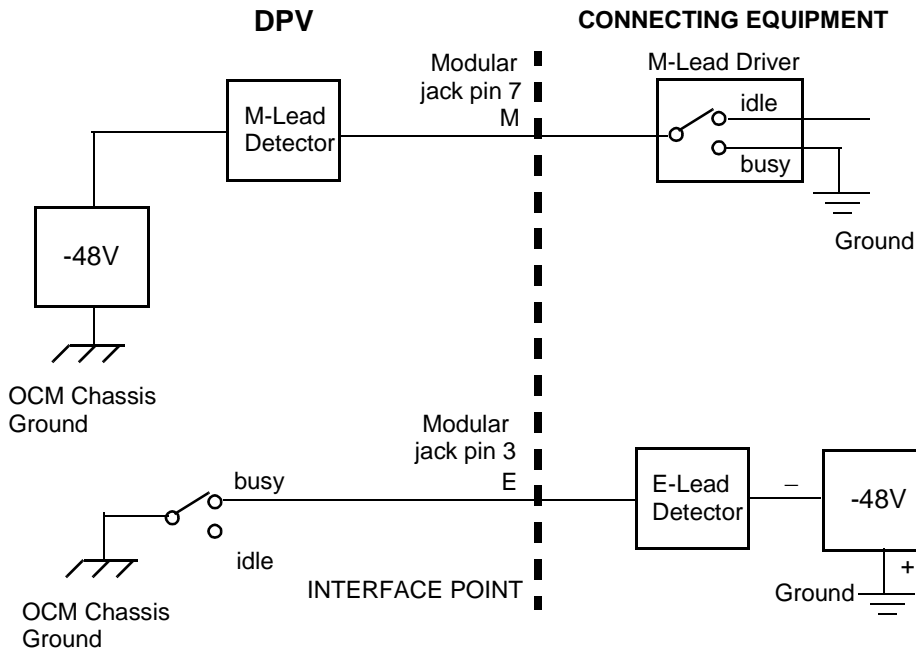 DPV
CONNECTING EQUIPMENT
Modular
jack pin 7
M
M-Lead Driver
M-Lead
Detector
idle
busy
-48V
Ground
OCM Chassis
Ground
Modular
jack pin 3
E
busy
idle
E-Lead
Detector
–
-48V
+
INTERFACE POINT
Ground
OCM Chassis
Ground